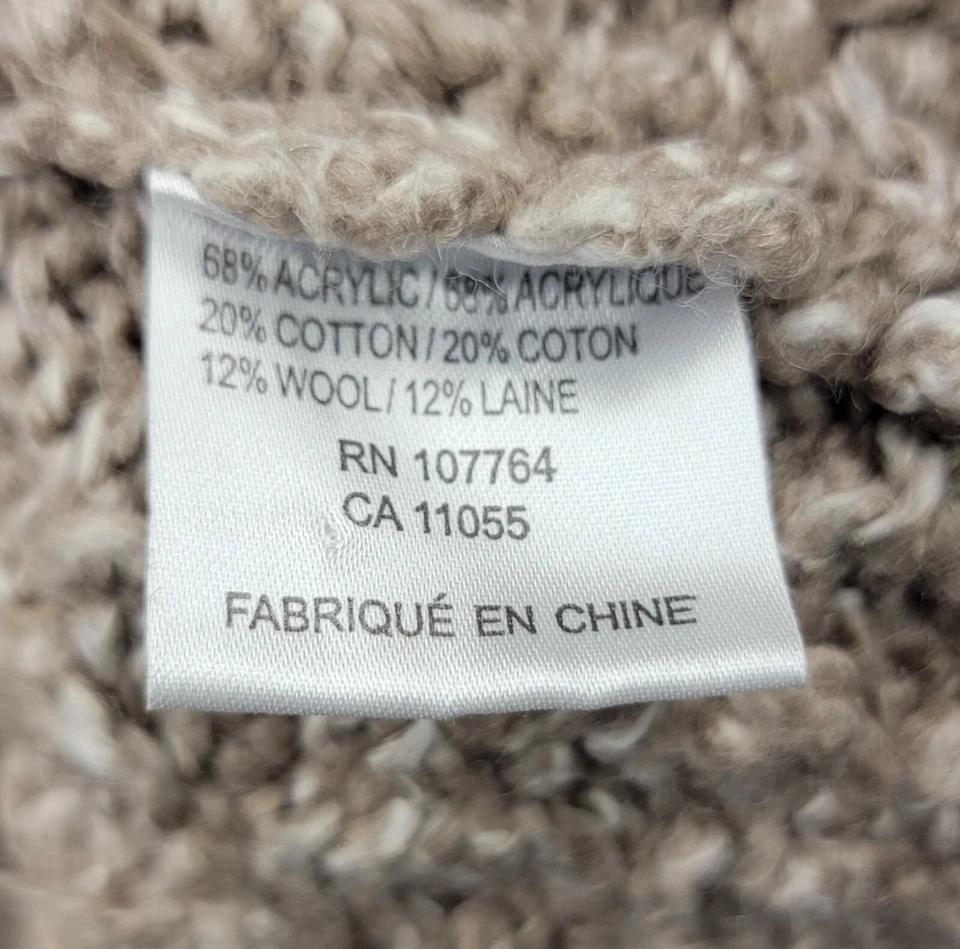 68% ACRYLIC / 68% ACRYLIQUE
20% COTTON / 20% COTON
12% WOOL / 12% LAINE
RN 107764
CA 11055
FABRIQUÉ EN CHINE